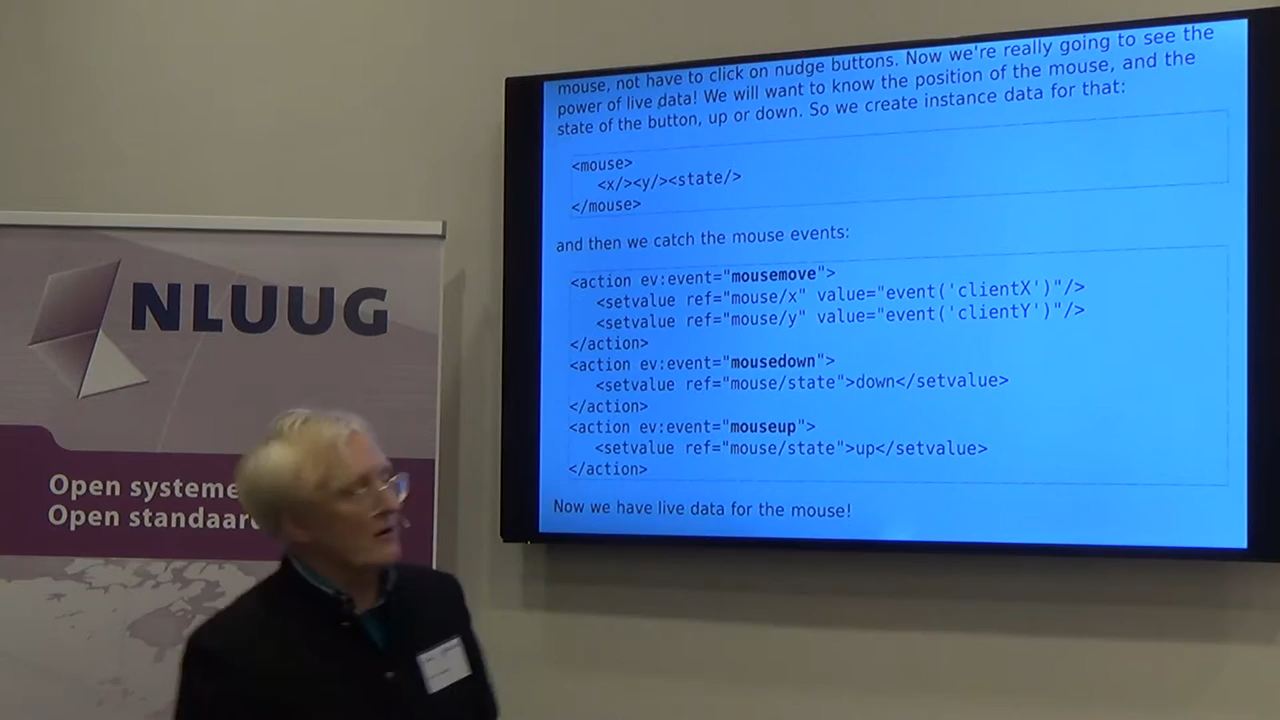 mouse, not have to click on nudge buttons. Now we're really going to see the
power of live data! We will want to know the position of the mouse, and the
state of the button, up or down. So we create instance data for that:
<mouse>
<x/><y/><state/>
</mouse>
and then we catch the mouse events:
<action ev:event="mousemove">
<setvalue ref="mouse/x" value="event('clientX')"/>
<setvalue ref="mouse/y" value="event('clientY')"/>
</action>
<action ev:event="mousedown">
<setvalue ref="mouse/state">down</setvalue>
</action>
<action ev:event="mouseup">
<setvalue ref="mouse/state">up</setvalue>
</action>
Now we have live data for the mouse!
NLUUG
Open systeme
Open standaar